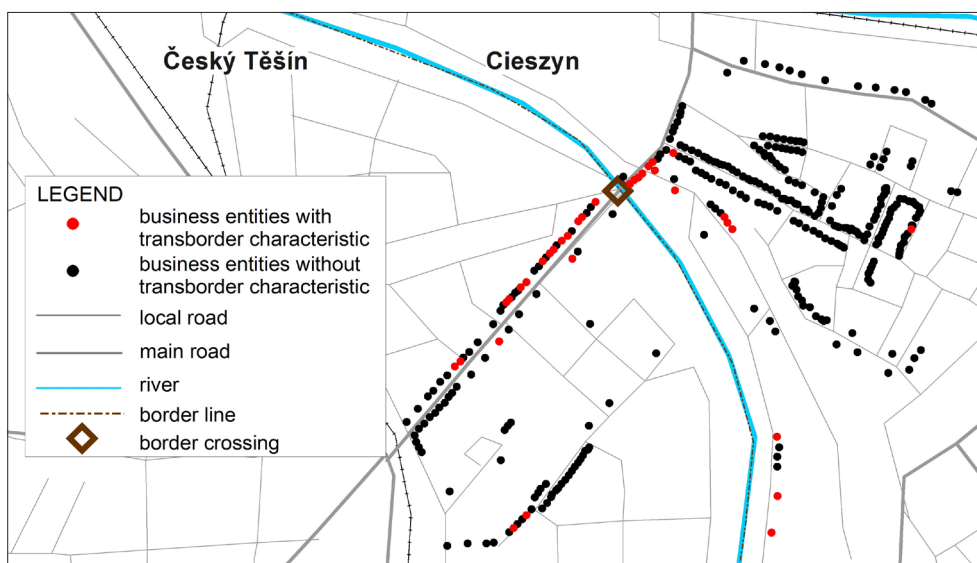 Český Těšín
Cieszyn
LEGEND
business entities with
transborder characteristic
business entities without
transborder characteristic
local road
main road
river
border line
border crossing